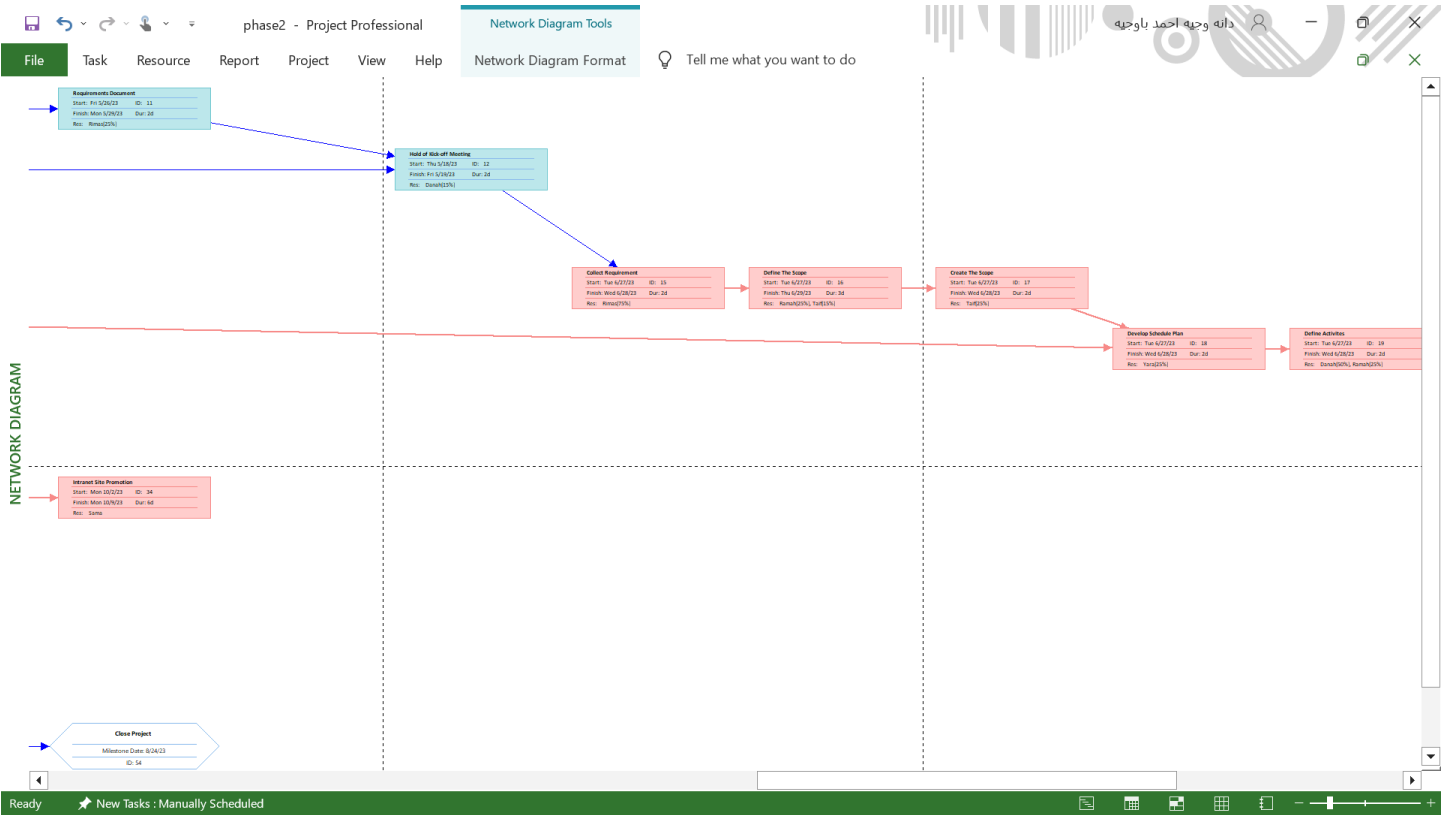 phase2 - Project Professional
Network Diagram Tools
دانه وجيه احمد باوجيه
File Task Resource Report Project View Help Network Diagram Format Tell me what you want to do
Requirements Document
Start: Fri 5/26/23 ID: 11
Finish: Mon 5/29/23 Dur: 2d
Res: Rimas[25%]
Hold of Kick-off Meeting
Start: Thu 5/18/23 ID: 12
Finish: Fri 5/19/23 Dur: 2d
Res: Danah[15%]
Collect Requirement
Start: Tue 6/27/23 ID: 15
Finish: Wed 6/28/23 Dur: 2d
Res: Rimas[75%]
Define The Scope
Start: Tue 6/27/23 ID: 16
Finish: Thu 6/29/23 Dur: 3d
Res: Ramah[25%], Taif[15%]
Create The Scope
Start: Tue 6/27/23 ID: 17
Finish: Wed 6/28/23 Dur: 2d
Res: Taif[25%]
Develop Schedule Plan
Start: Tue 6/27/23 ID: 18
Finish: Wed 6/28/23 Dur: 2d
Res: Yara[25%]
Define Activites
Start: Tue 6/27/23 ID: 19
Finish: Wed 6/28/23 Dur: 2d
Res: Danah[50%], Ramah[25%]
NETWORK DIAGRAM
Intranet Site Promotion
Start: Mon 10/2/23 ID: 34
Finish: Mon 10/9/23 Dur: 6d
Res: Sama
Close Project
Milestone Date: 8/24/23
ID: 54
Ready New Tasks : Manually Scheduled